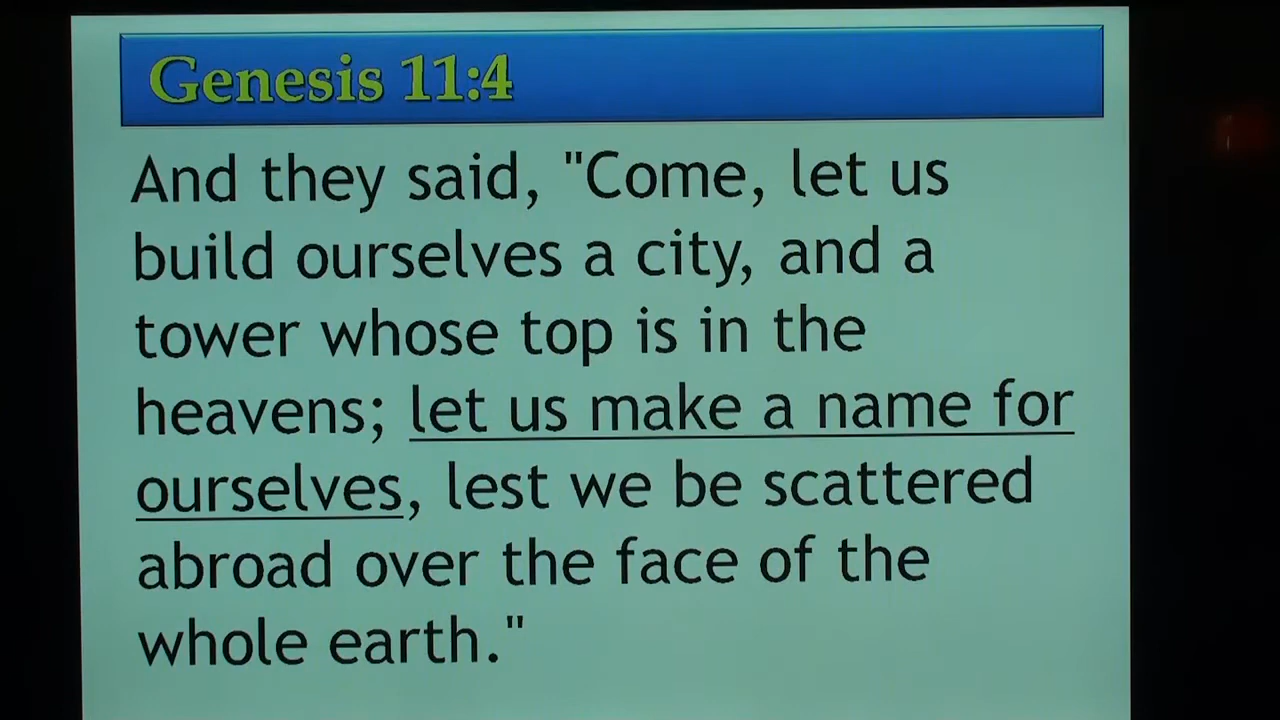 Genesis 11:4
And they said, "Come, let us
build ourselves a city, and a
tower whose top is in the
heavens; let us make a name for
ourselves, lest we be scattered
abroad over the face of the
whole earth."